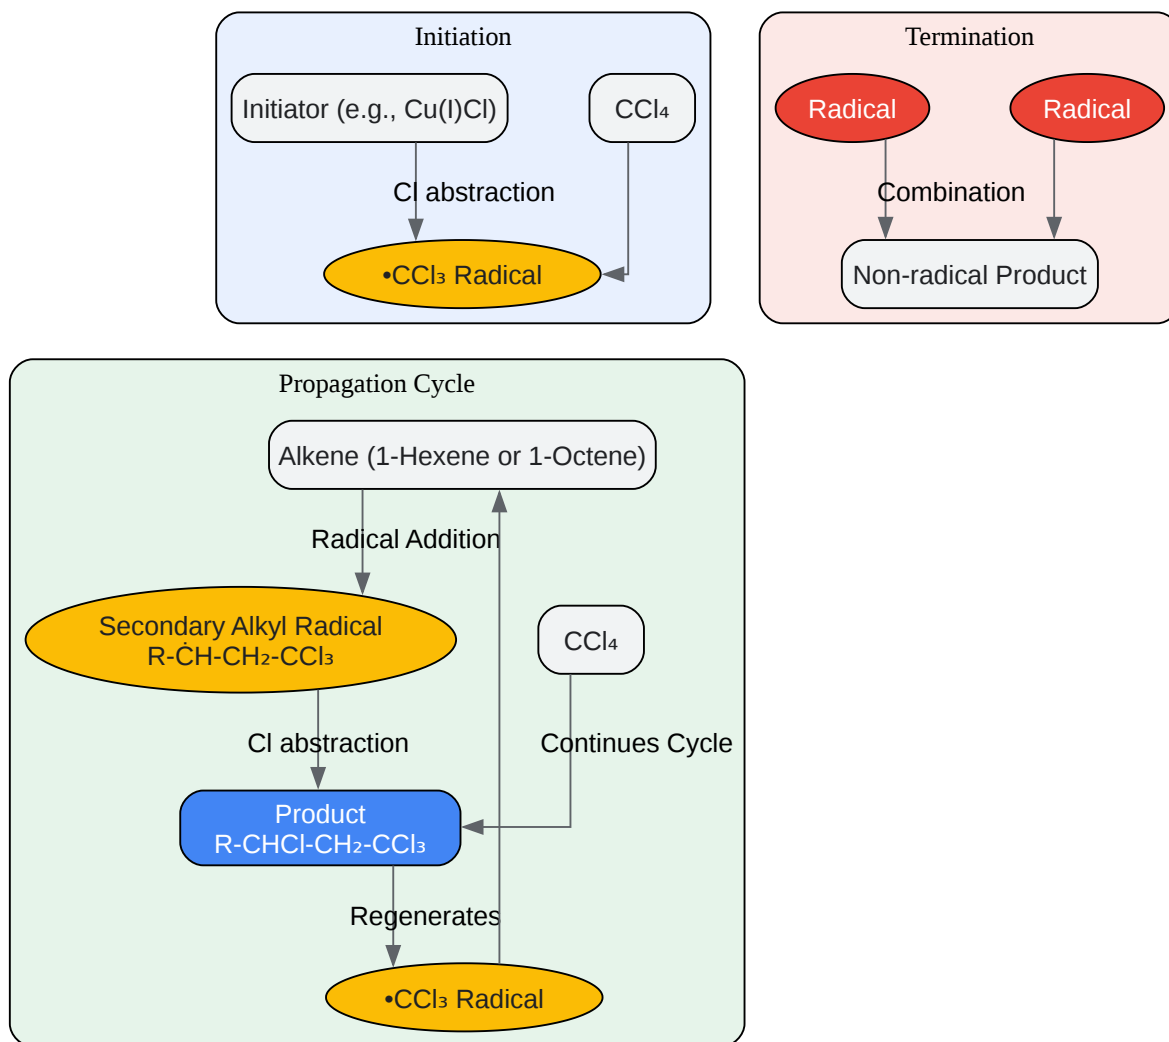 Initiation
Initiator (e.g., Cu(I)Cl)
CCl₄
Cl abstraction
•CCl₃ Radical
Termination
Radical
Radical
Combination
Non-radical Product
Propagation Cycle
Alkene (1-Hexene or 1-Octene)
Radical Addition
Secondary Alkyl Radical
R-ĊH-CH₂-CCl₃
CCl₄
Cl abstraction
Continues Cycle
Product
R-CHCl-CH₂-CCl₃
Regenerates
•CCl₃ Radical